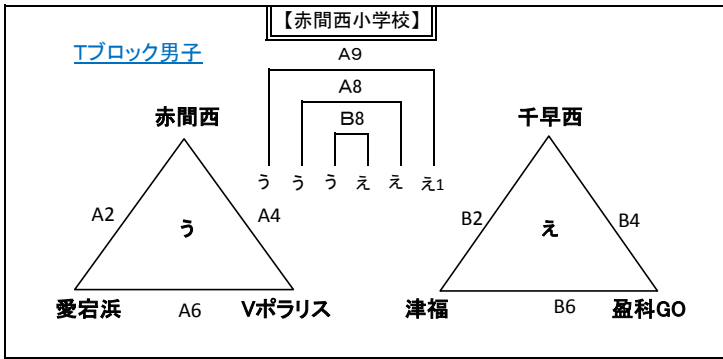 【赤間西小学校】
Tブロック男子
A9
A8
B8
う う う え え え1
赤間西
A2
A4
う
愛宕浜
A6
Vポラリス
千早西
B2
B4
え
津福
B6
盈科GO